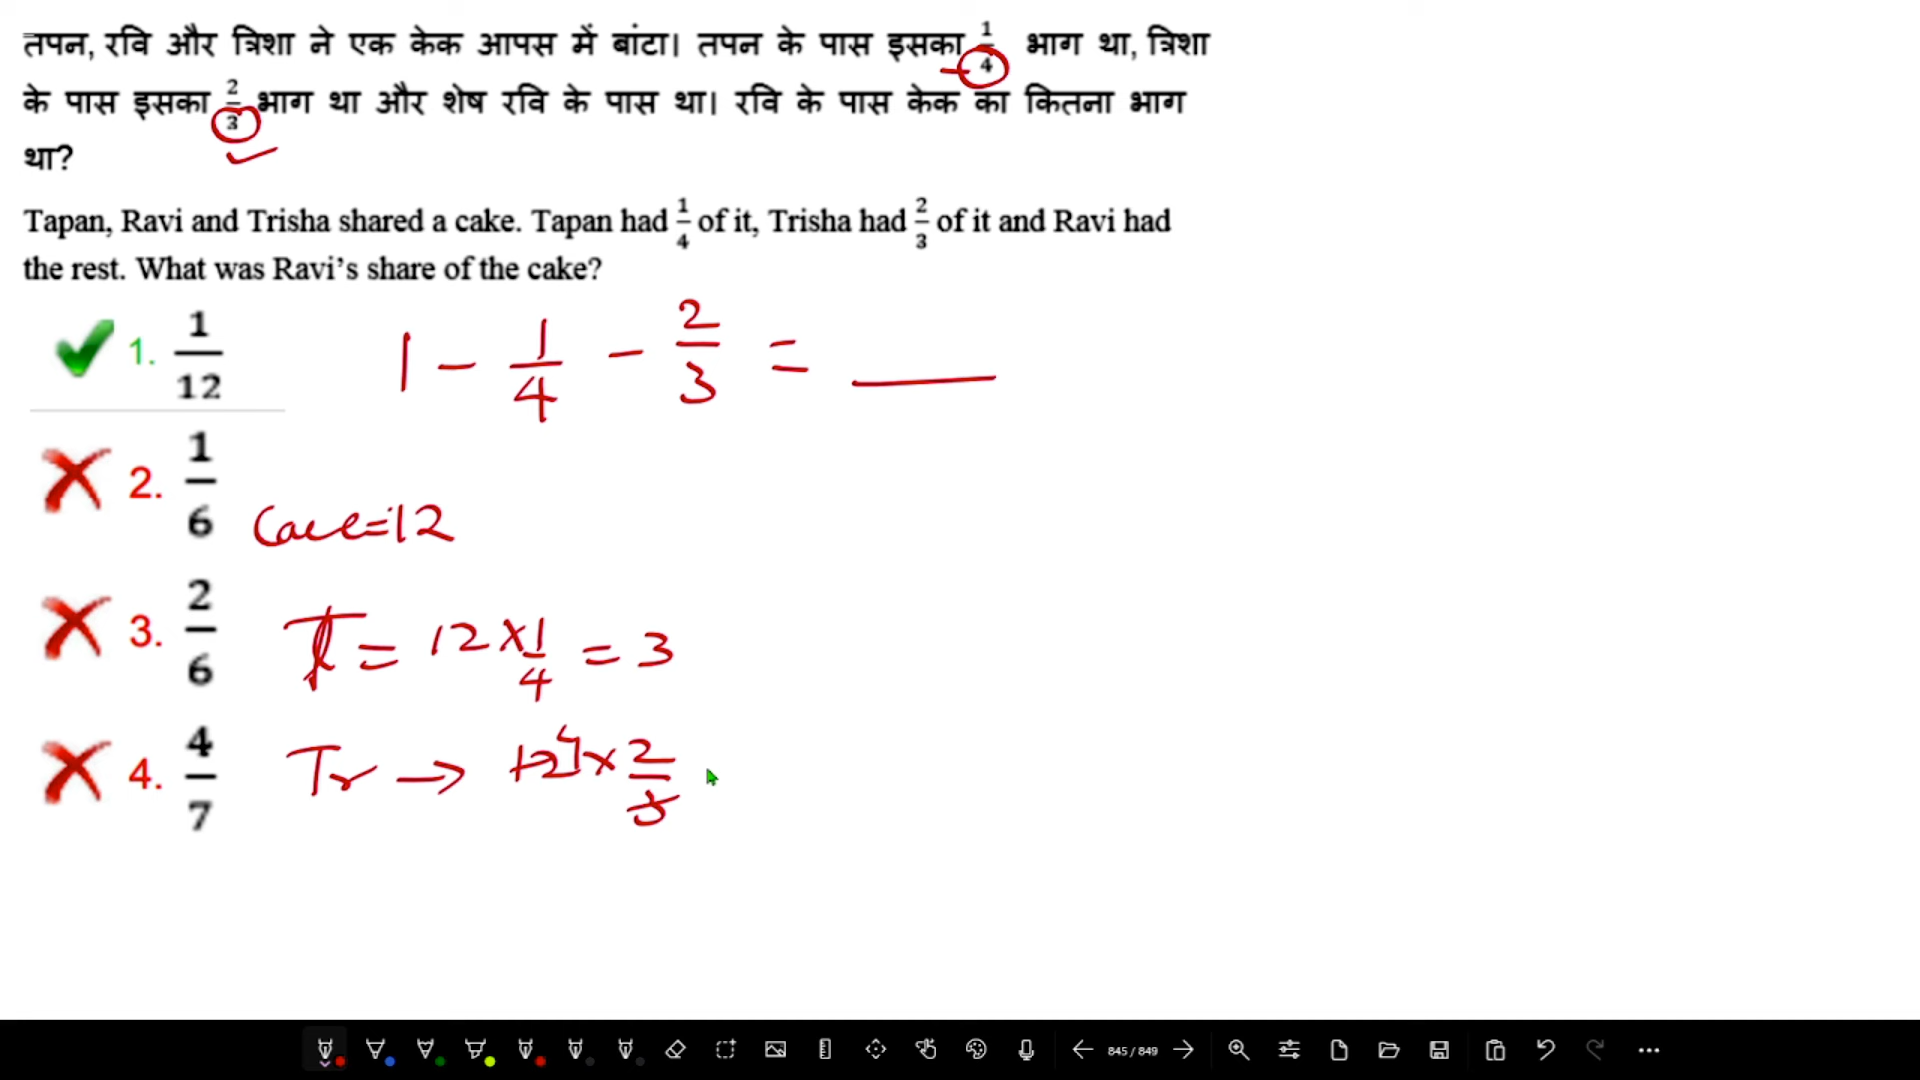 तपन, रवि और त्रिशा ने एक केक आपस में बांटा। तपन के पास इसका 1/4 भाग था, त्रिशा
के पास इसका 2/3 भाग था और शेष रवि के पास था। रवि के पास केक का कितना भाग
था?
Tapan, Ravi and Trisha shared a cake. Tapan had 1/4 of it, Trisha had 2/3 of it and Ravi had
the rest. What was Ravi's share of the cake?
1. 1/12
1 - 1/4 - 2/3 =
2. 1/6
=12
3. 2/6
T = 12 × 1/4 = 3
4. 4/7
Tr → 12 4 × 2/3
845 / 849